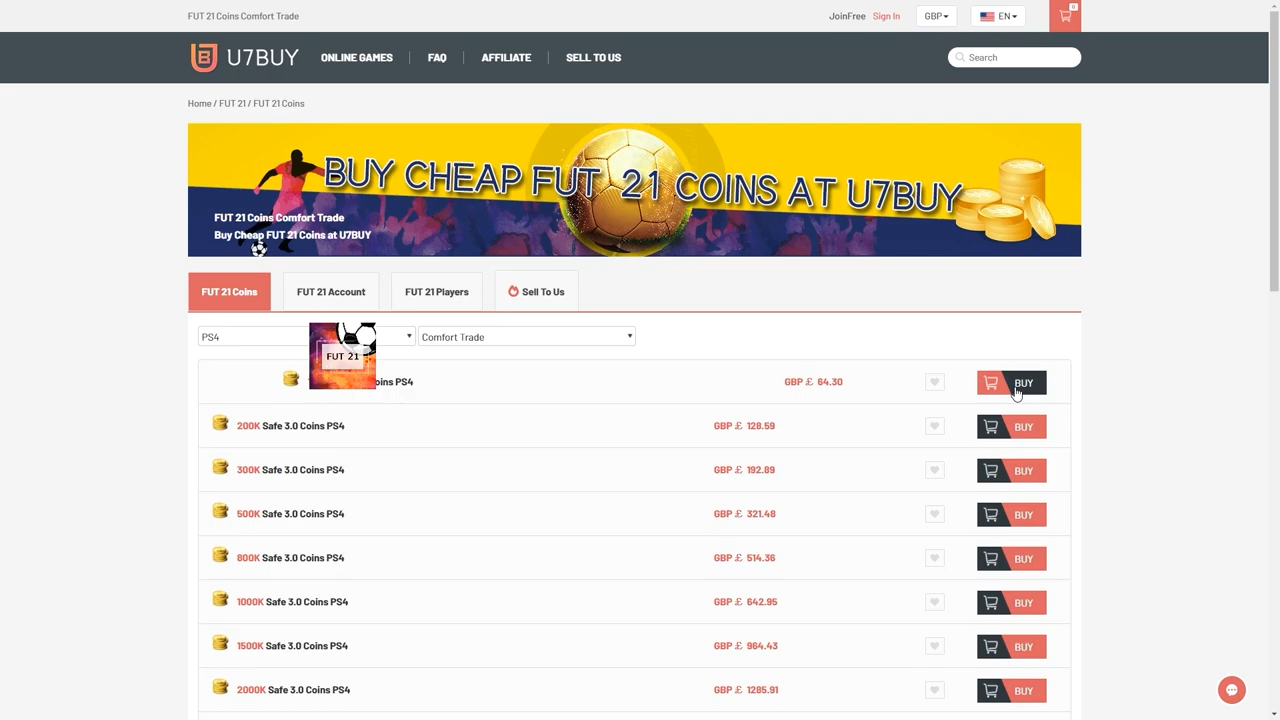 FUT 21 Coins Comfort Trade
JoinFree Sign In GBP EN 0
U7BUY ONLINE GAMES FAQ AFFILIATE SELL TO US Search
Home / FUT 21 / FUT 21 Coins
BUY CHEAP FUT 21 COINS AT U7BUY
FUT 21 Coins Comfort Trade
Buy Cheap FUT 21 Coins at U7BUY
FUT 21 Coins FUT 21 Account FUT 21 Players Sell To Us
PS4 Comfort Trade
FUT 21
oins PS4 GBP £ 64.30 BUY
200K Safe 3.0 Coins PS4 GBP £ 128.59 BUY
300K Safe 3.0 Coins PS4 GBP £ 192.89 BUY
500K Safe 3.0 Coins PS4 GBP £ 321.48 BUY
800K Safe 3.0 Coins PS4 GBP £ 514.36 BUY
1000K Safe 3.0 Coins PS4 GBP £ 642.95 BUY
1500K Safe 3.0 Coins PS4 GBP £ 964.43 BUY
2000K Safe 3.0 Coins PS4 GBP £ 1285.91 BUY